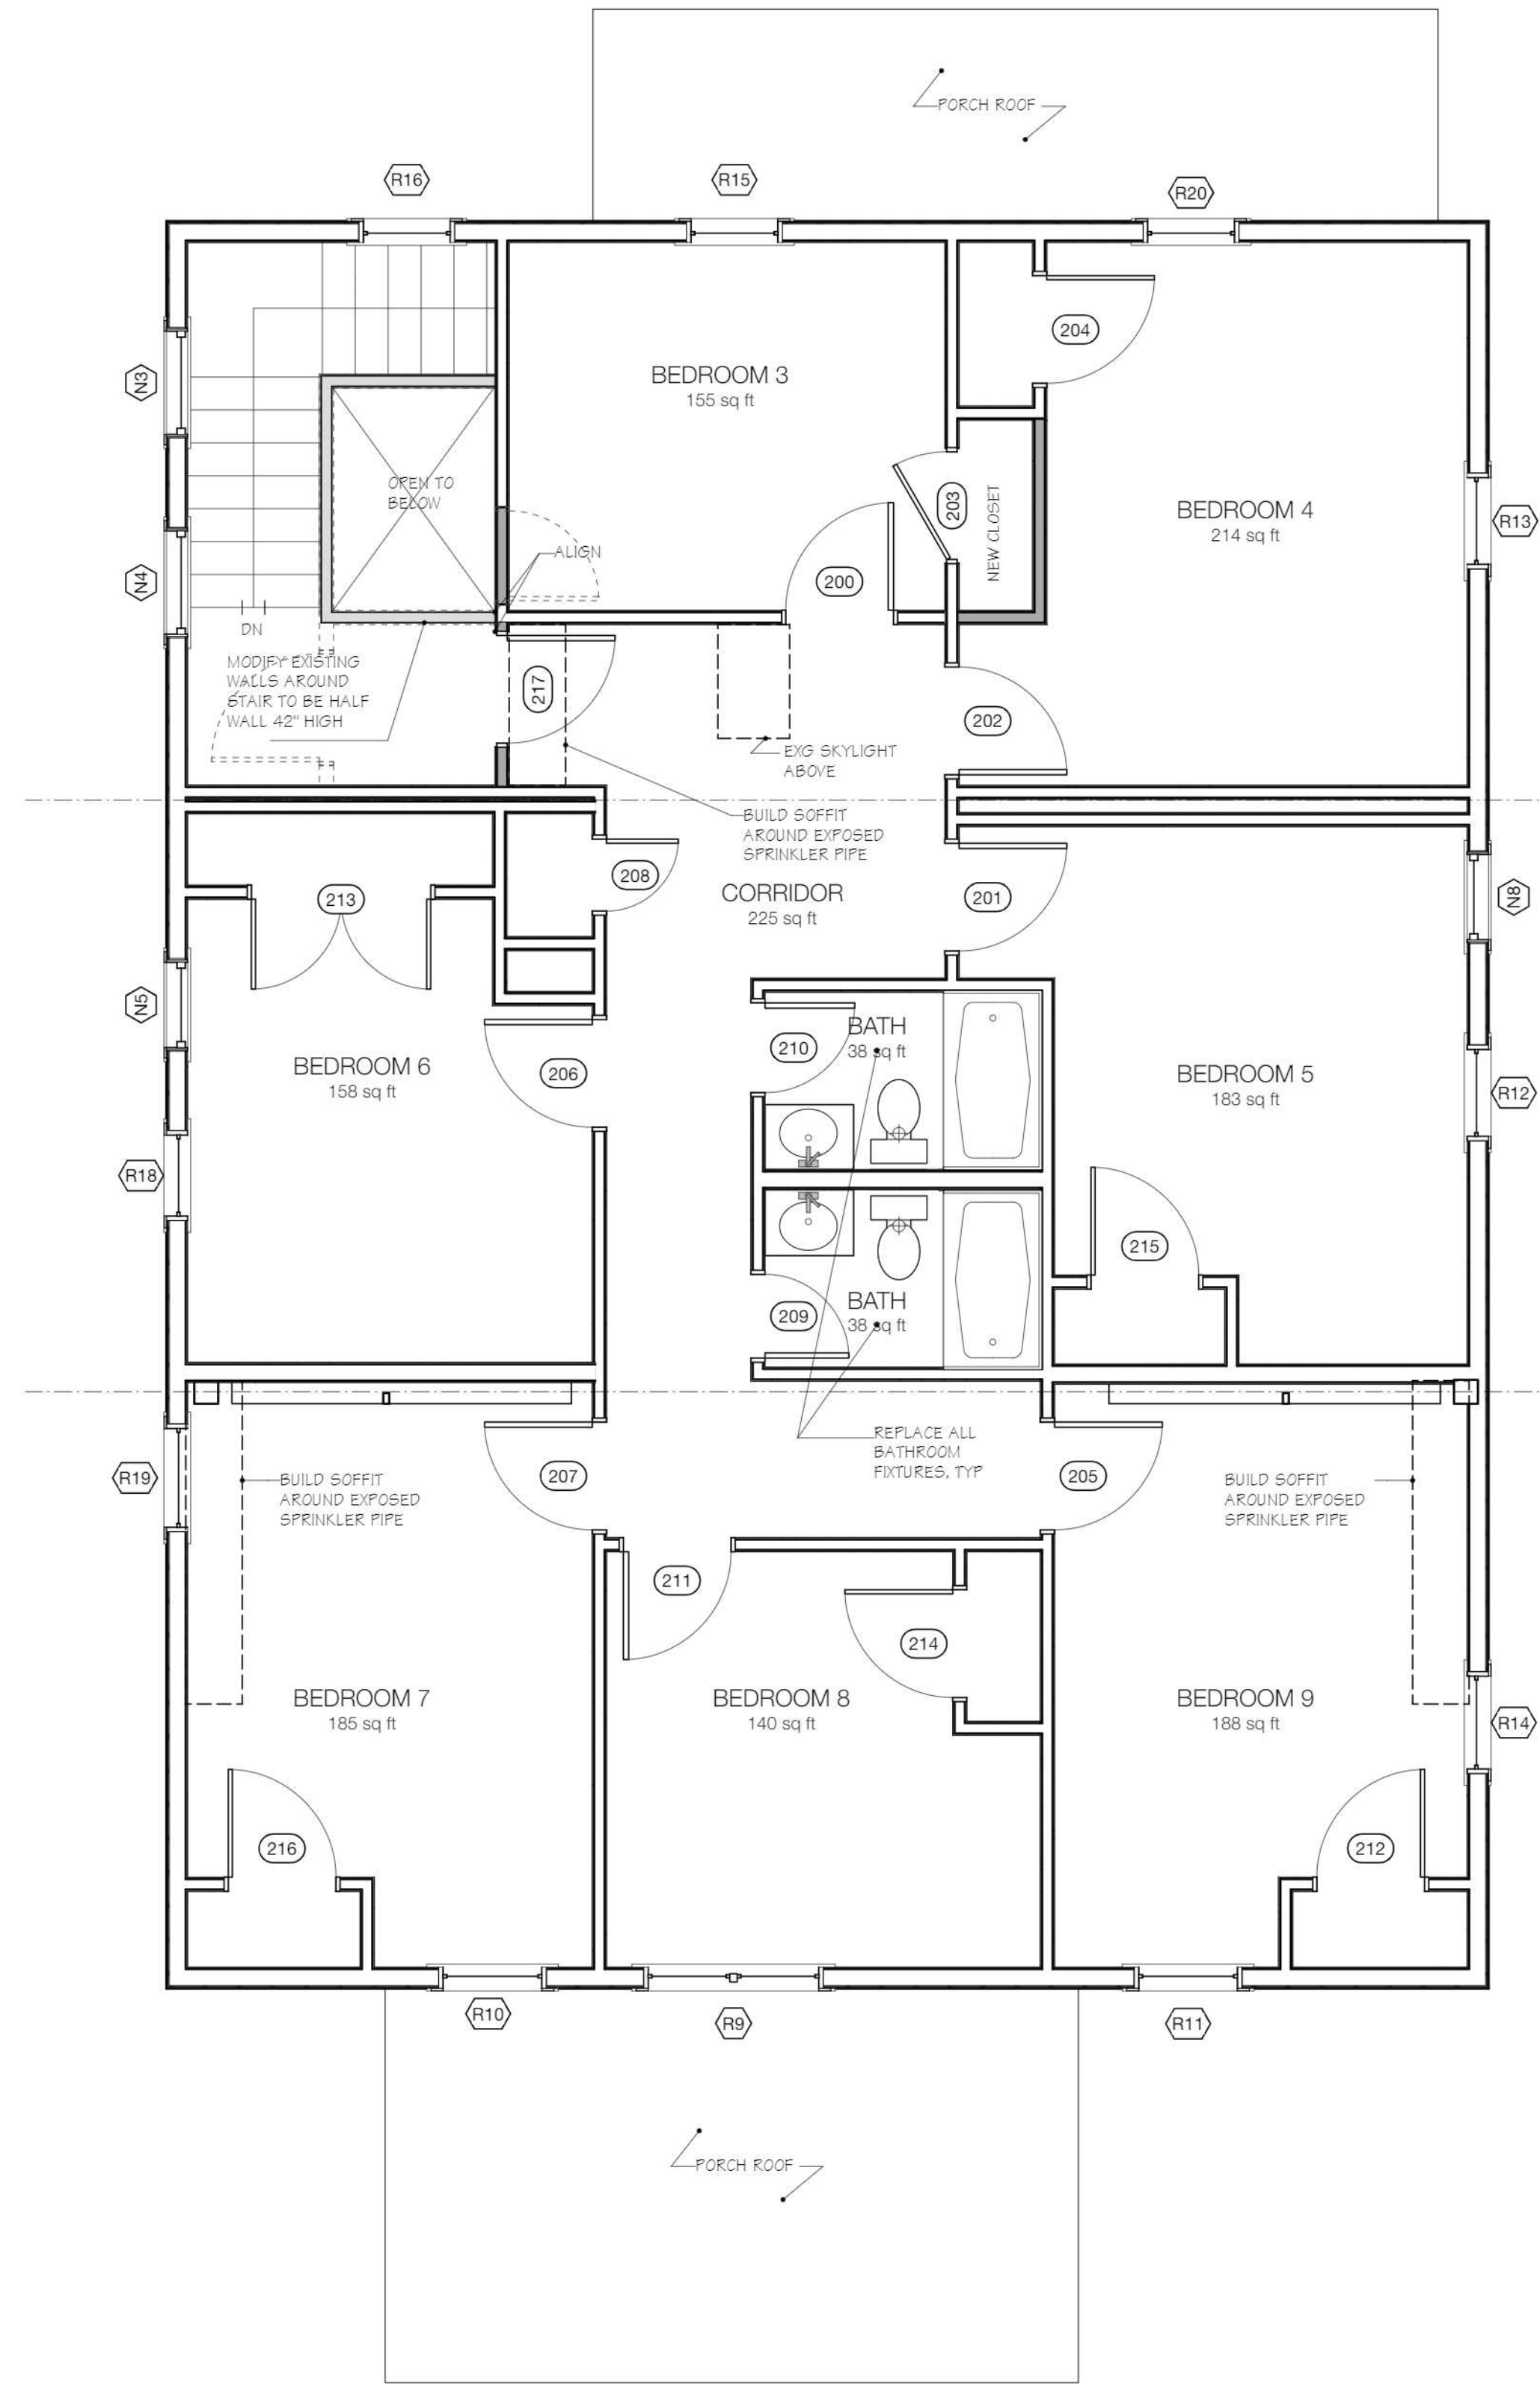 PORCH ROOF
R16
R15
R20
204
N3
BEDROOM 3
155 sq ft
OPEN TO
BELOW
203
NEW CLOSET
BEDROOM 4
214 sq ft
R13
ALIGN
N4
200
DN
MODIFY EXISTING
WALLS AROUND
STAIR TO BE HALF
WALL 42" HIGH
217
202
EXG SKYLIGHT
ABOVE
BUILD SOFFIT
AROUND EXPOSED
SPRINKLER PIPE
208
213
CORRIDOR
225 sq ft
201
N8
N5
BATH
38 sq ft
210
BEDROOM 6
158 sq ft
206
BEDROOM 5
183 sq ft
R12
R18
215
BATH
38 sq ft
209
REPLACE ALL
BATHROOM
FIXTURES, TYP
R19
BUILD SOFFIT
AROUND EXPOSED
SPRINKLER PIPE
207
205
BUILD SOFFIT
AROUND EXPOSED
SPRINKLER PIPE
211
214
BEDROOM 7
185 sq ft
BEDROOM 8
140 sq ft
BEDROOM 9
188 sq ft
R14
216
212
R10
R9
R11
PORCH ROOF